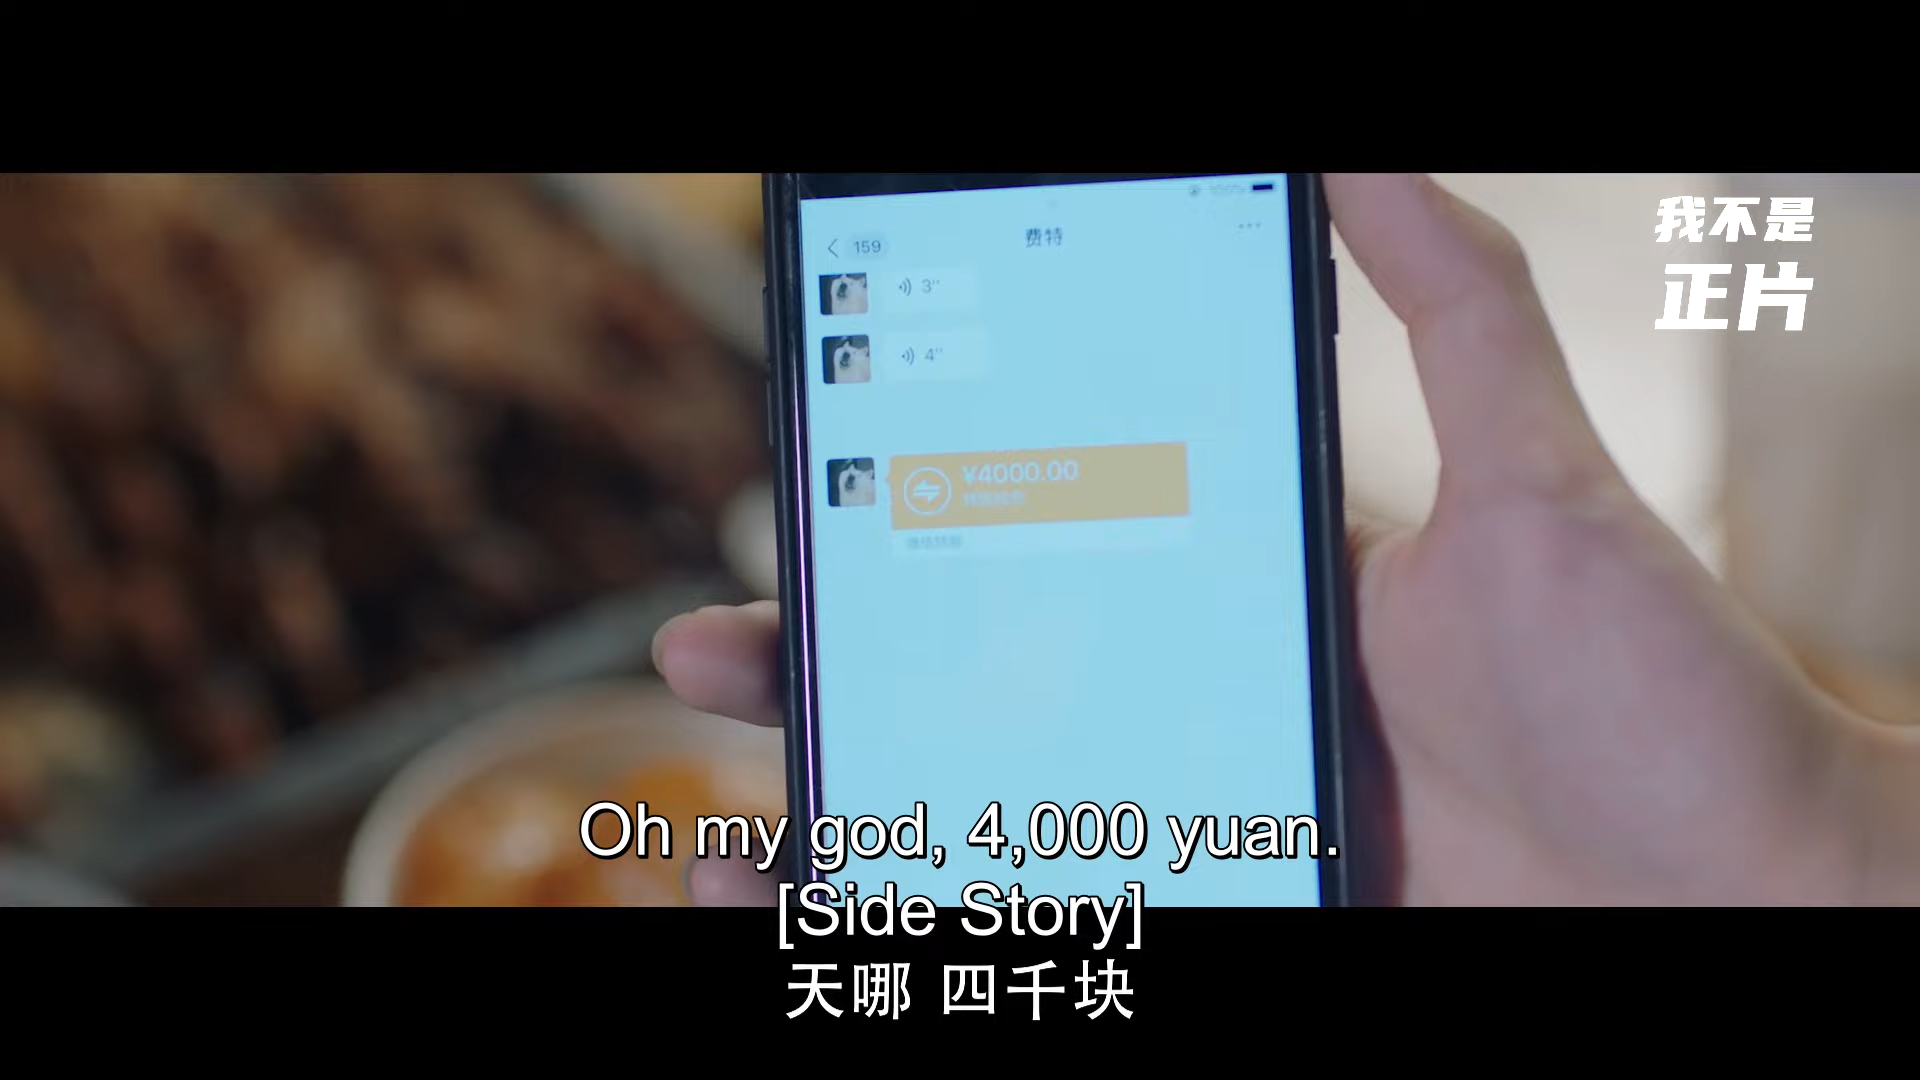 我不是
正片
159
费特
3"
4"
¥4000.00
Oh my god, 4,000 yuan.
[Side Story]
天哪 四千块